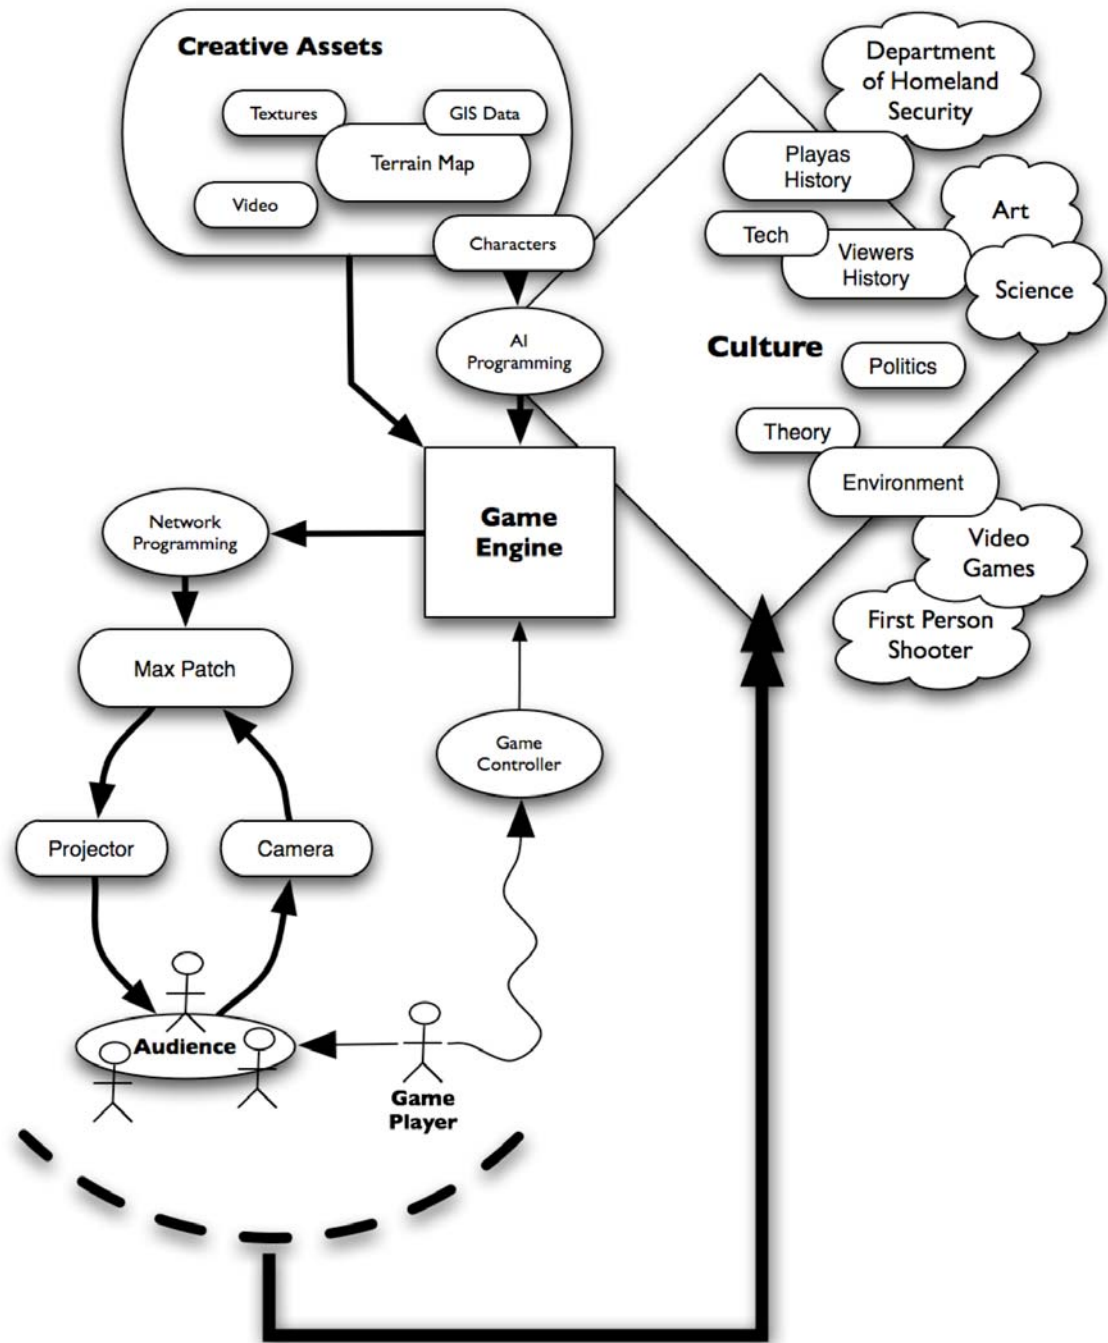 Creative Assets
Textures
GIS Data
Terrain Map
Video
Characters
Department
of Homeland
Security
Playas
History
Art
Tech
Viewers
History
Science
AI
Programming
Culture
Politics
Theory
Environment
Game
Engine
Network
Programming
Video
Games
First Person
Shooter
Max Patch
Game
Controller
Projector
Camera
Audience
Game
Player